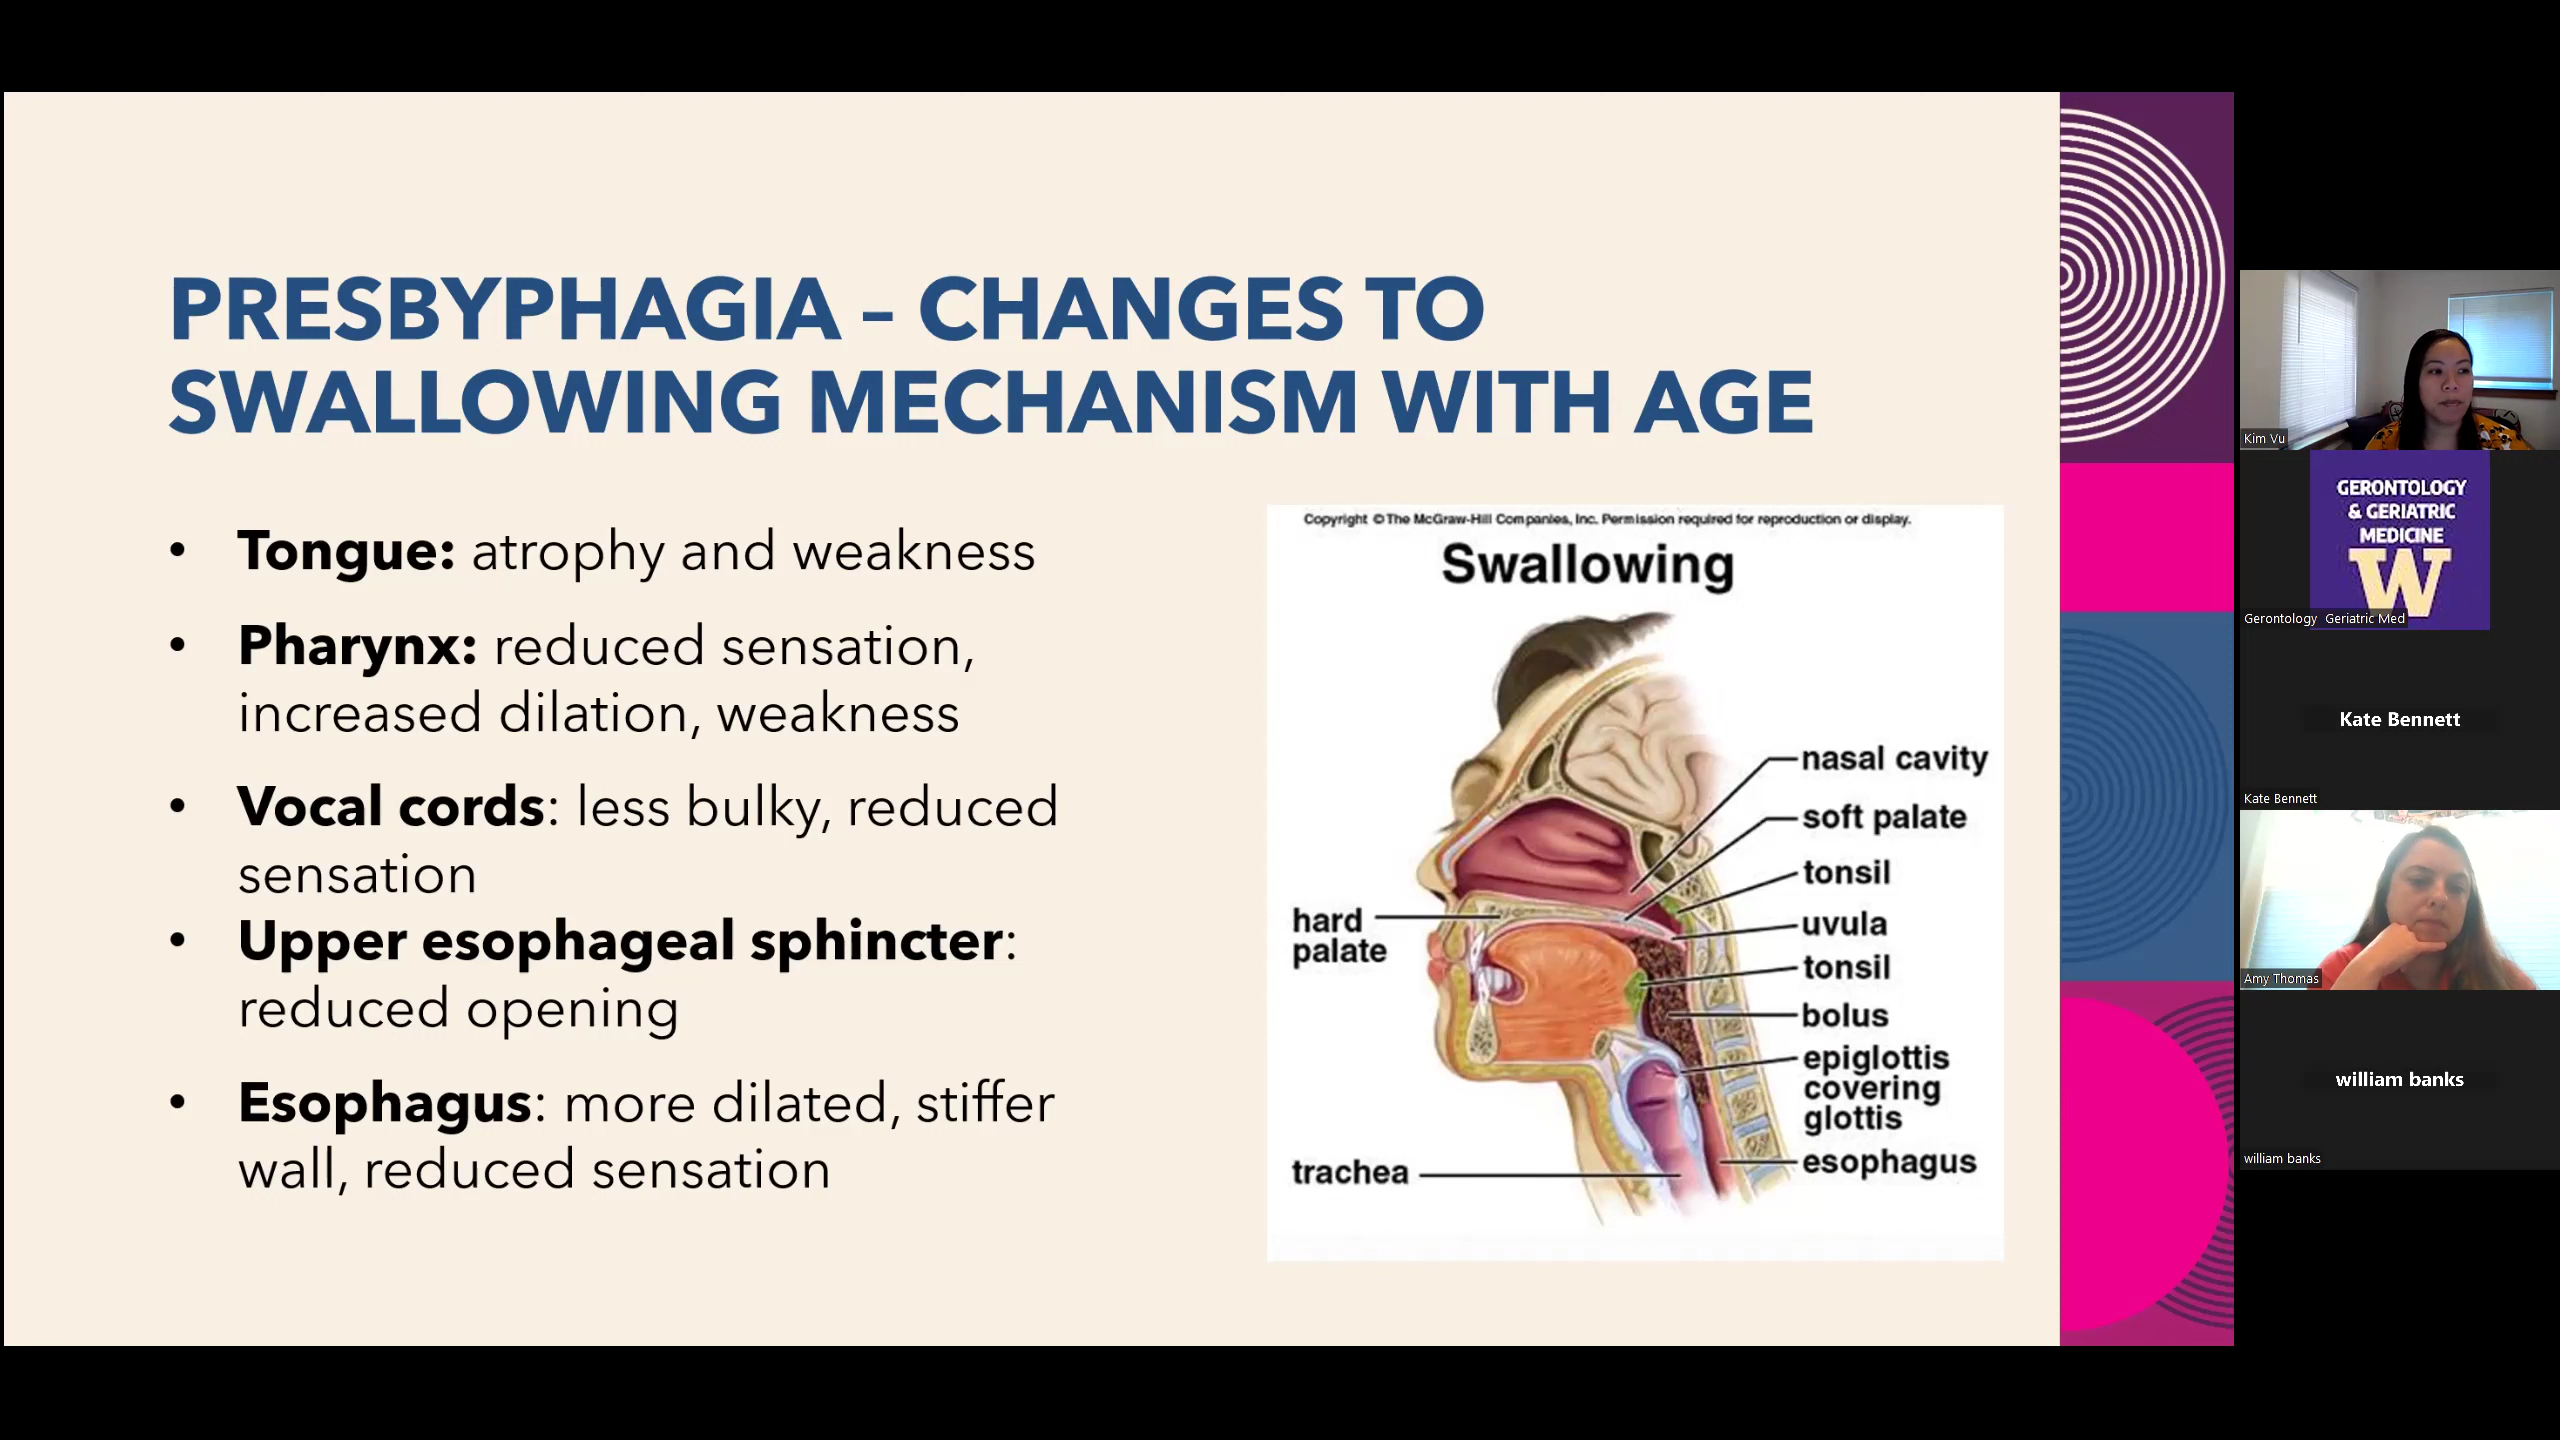 PRESBYPHAGIA – CHANGES TO
SWALLOWING MECHANISM WITH AGE
• Tongue: atrophy and weakness
• Pharynx: reduced sensation,
increased dilation, weakness
• Vocal cords: less bulky, reduced
sensation
• Upper esophageal sphincter:
reduced opening
• Esophagus: more dilated, stiffer
wall, reduced sensation
Copyright © The McGraw-Hill Companies, Inc. Permission required for reproduction or display.
Swallowing
nasal cavity
soft palate
tonsil
uvula
tonsil
bolus
epiglottis
covering
glottis
esophagus
hard
palate
trachea
Kim Vu
GERONTOLOGY
& GERIATRIC
MEDICINE
W
Gerontology Geriatric Med
Kate Bennett
Kate Bennett
Amy Thomas
william banks
william banks